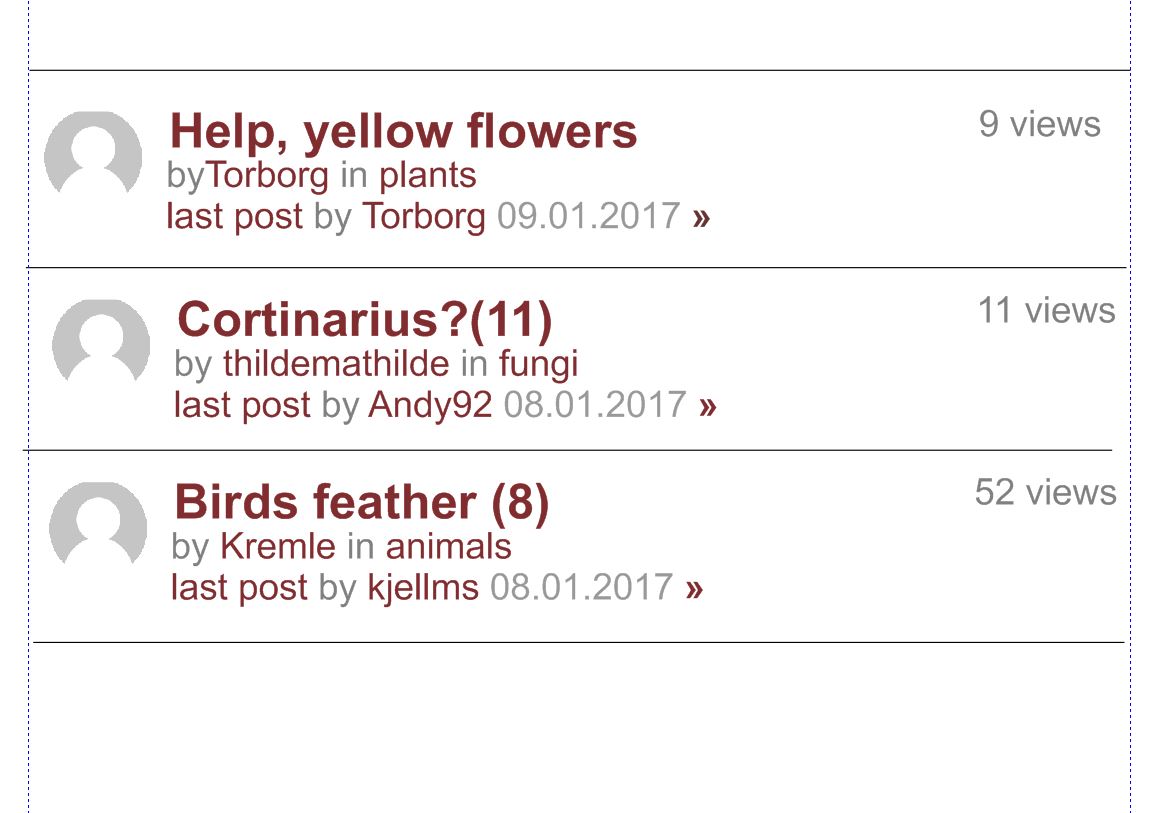 Help, yellow flowers
9 views
byTorborg in plants
last post by Torborg 09.01.2017 »
Cortinarius?(11)
11 views
by thildemathilde in fungi
last post by Andy92 08.01.2017 »
Birds feather (8)
52 views
by Kremle in animals
last post by kjellms 08.01.2017 »